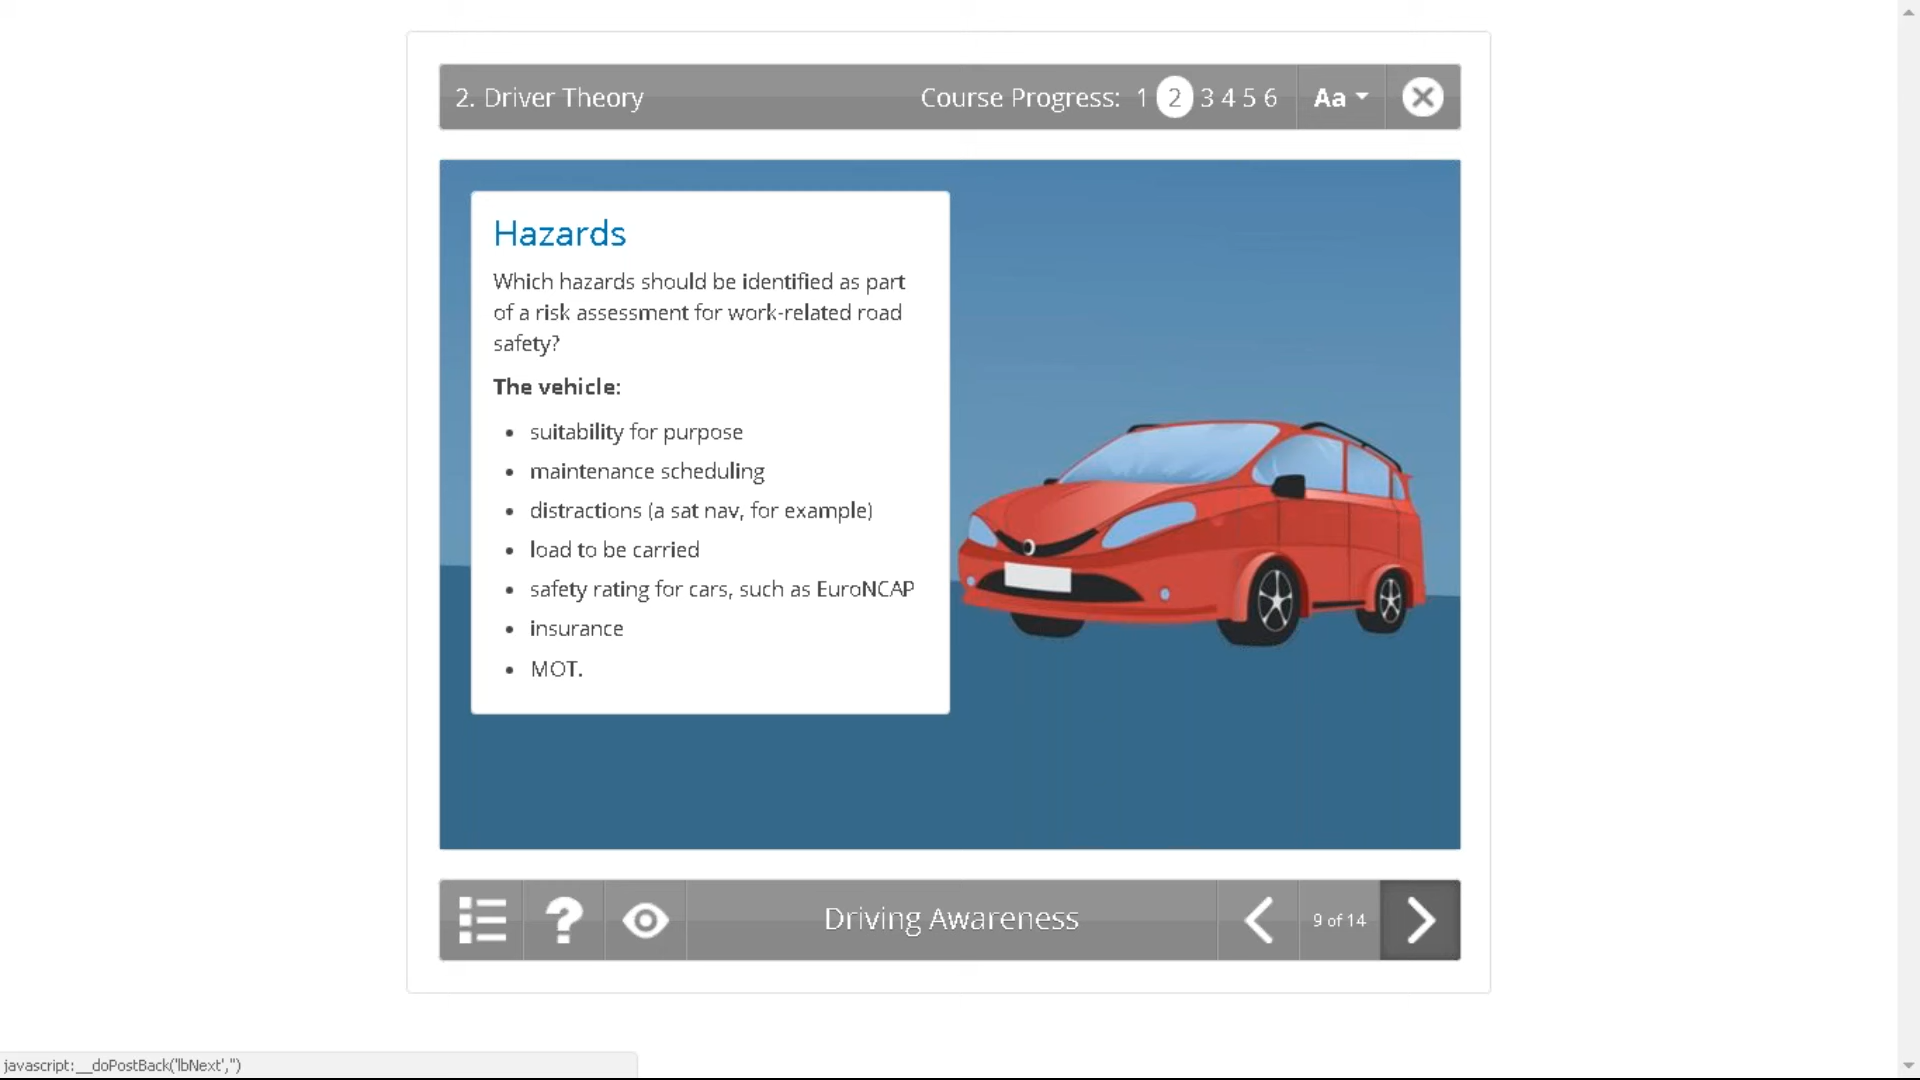 2. Driver Theory
Course Progress: 1 2 3 4 5 6
Aa
Hazards
Which hazards should be identified as part
of a risk assessment for work-related road
safety?
The vehicle:
• suitability for purpose
• maintenance scheduling
• distractions (a sat nav, for example)
• load to be carried
• safety rating for cars, such as EuroNCAP
• insurance
• MOT.
?
Driving Awareness
9 of 14
javascript:__doPostBack('lbNext','')